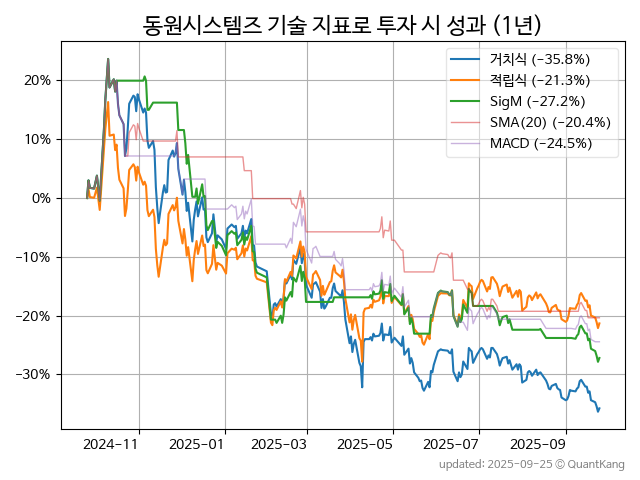 동원시스템즈 기술 지표로 투자 시 성과 (1년)
거치식 (−35.8%)
적립식 (−21.3%)
SigM (−27.2%)
SMA(20) (−20.4%)
MACD (−24.5%)
20%
10%
0%
−10%
−20%
−30%
2024-11 2025-01 2025-03 2025-05 2025-07 2025-09
updated: 2025-09-25 © QuantKang